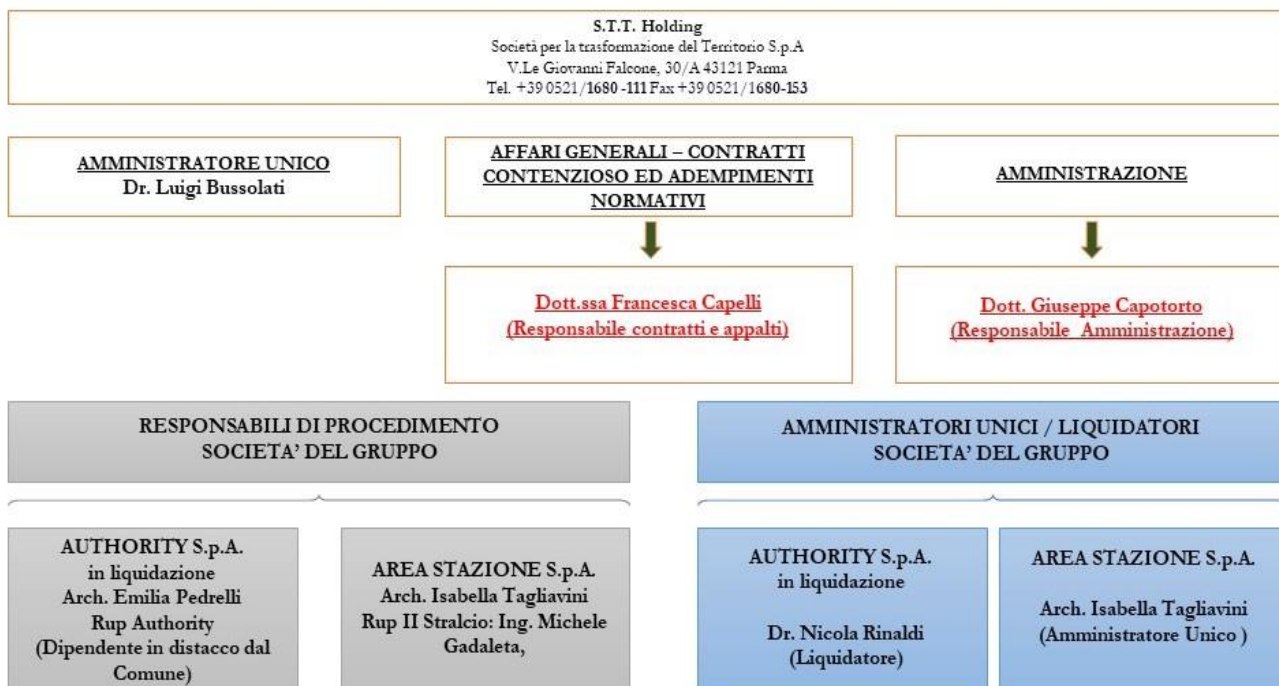 S.T.T. Holding
Società per la trasformazione del Territorio S.p.A
V.Le Giovanni Falcone, 30/A 43121 Parma
Tel. +39 0521/1680 -111 Fax +39 0521/1680-153
AMMINISTRATORE UNICO
Dr. Luigi Bussolati
AFFARI GENERALI – CONTRATTI
CONTENZIOSO ED ADEMPIMENTI
NORMATIVI
AMMINISTRAZIONE
Dott.ssa Francesca Capelli
(Responsabile contratti e appalti)
Dott. Giuseppe Capotorto
(Responsabile Amministrazione)
RESPONSABILI DI PROCEDIMENTO
SOCIETA’ DEL GRUPPO
AMMINISTRATORI UNICI / LIQUIDATORI
SOCIETA’ DEL GRUPPO
AUTHORITY S.p.A.
in liquidazione
Arch. Emilia Pedrelli
Rup Authority
(Dipendente in distacco dal
Comune)
AREA STAZIONE S.p.A.
Arch. Isabella Tagliavini
Rup II Stralcio: Ing. Michele
Gadaleta,
AUTHORITY S.p.A.
in liquidazione
Dr. Nicola Rinaldi
(Liquidatore)
AREA STAZIONE S.p.A.
Arch. Isabella Tagliavini
(Amministratore Unico )